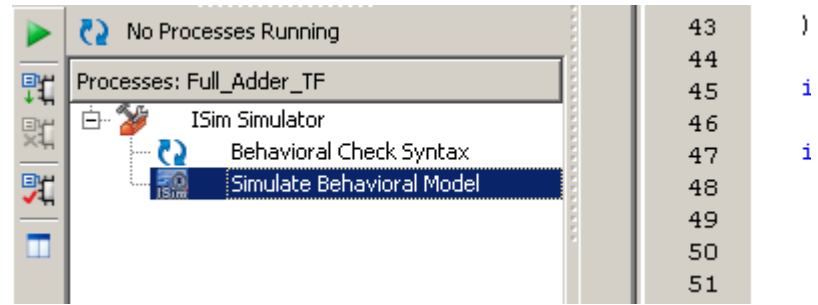 No Processes Running
Processes: Full_Adder_TF
ISim Simulator
Behavioral Check Syntax
ISim
Simulate Behavioral Model
43 )
44
45 i
46
47 i
48
49
50
51